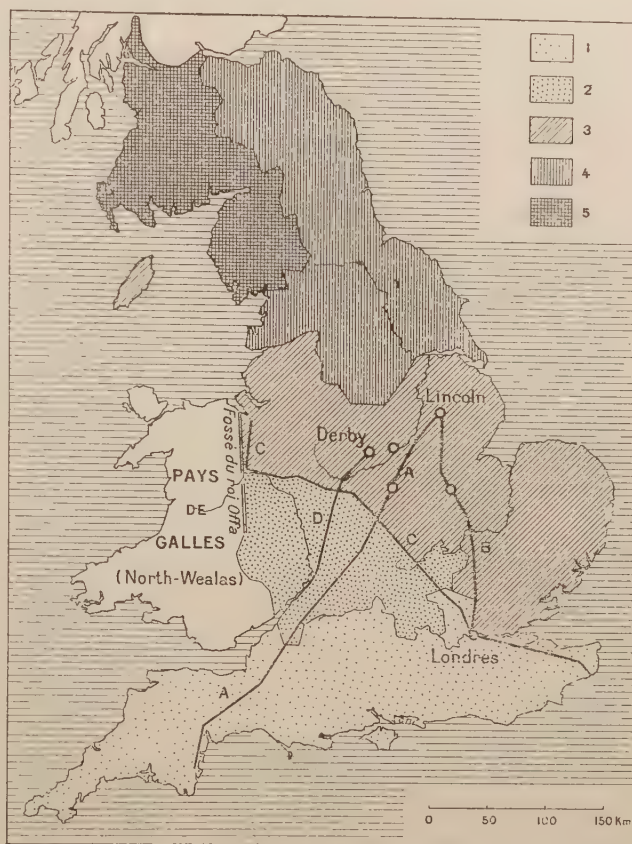 1
2
3
4
5
Lincoln
Derby
A
Fossé du roi Offa
C
PAYS
DE
GALLES
(North-Wealas)
D
C
B
Londres
A
0 50 100 150 Km